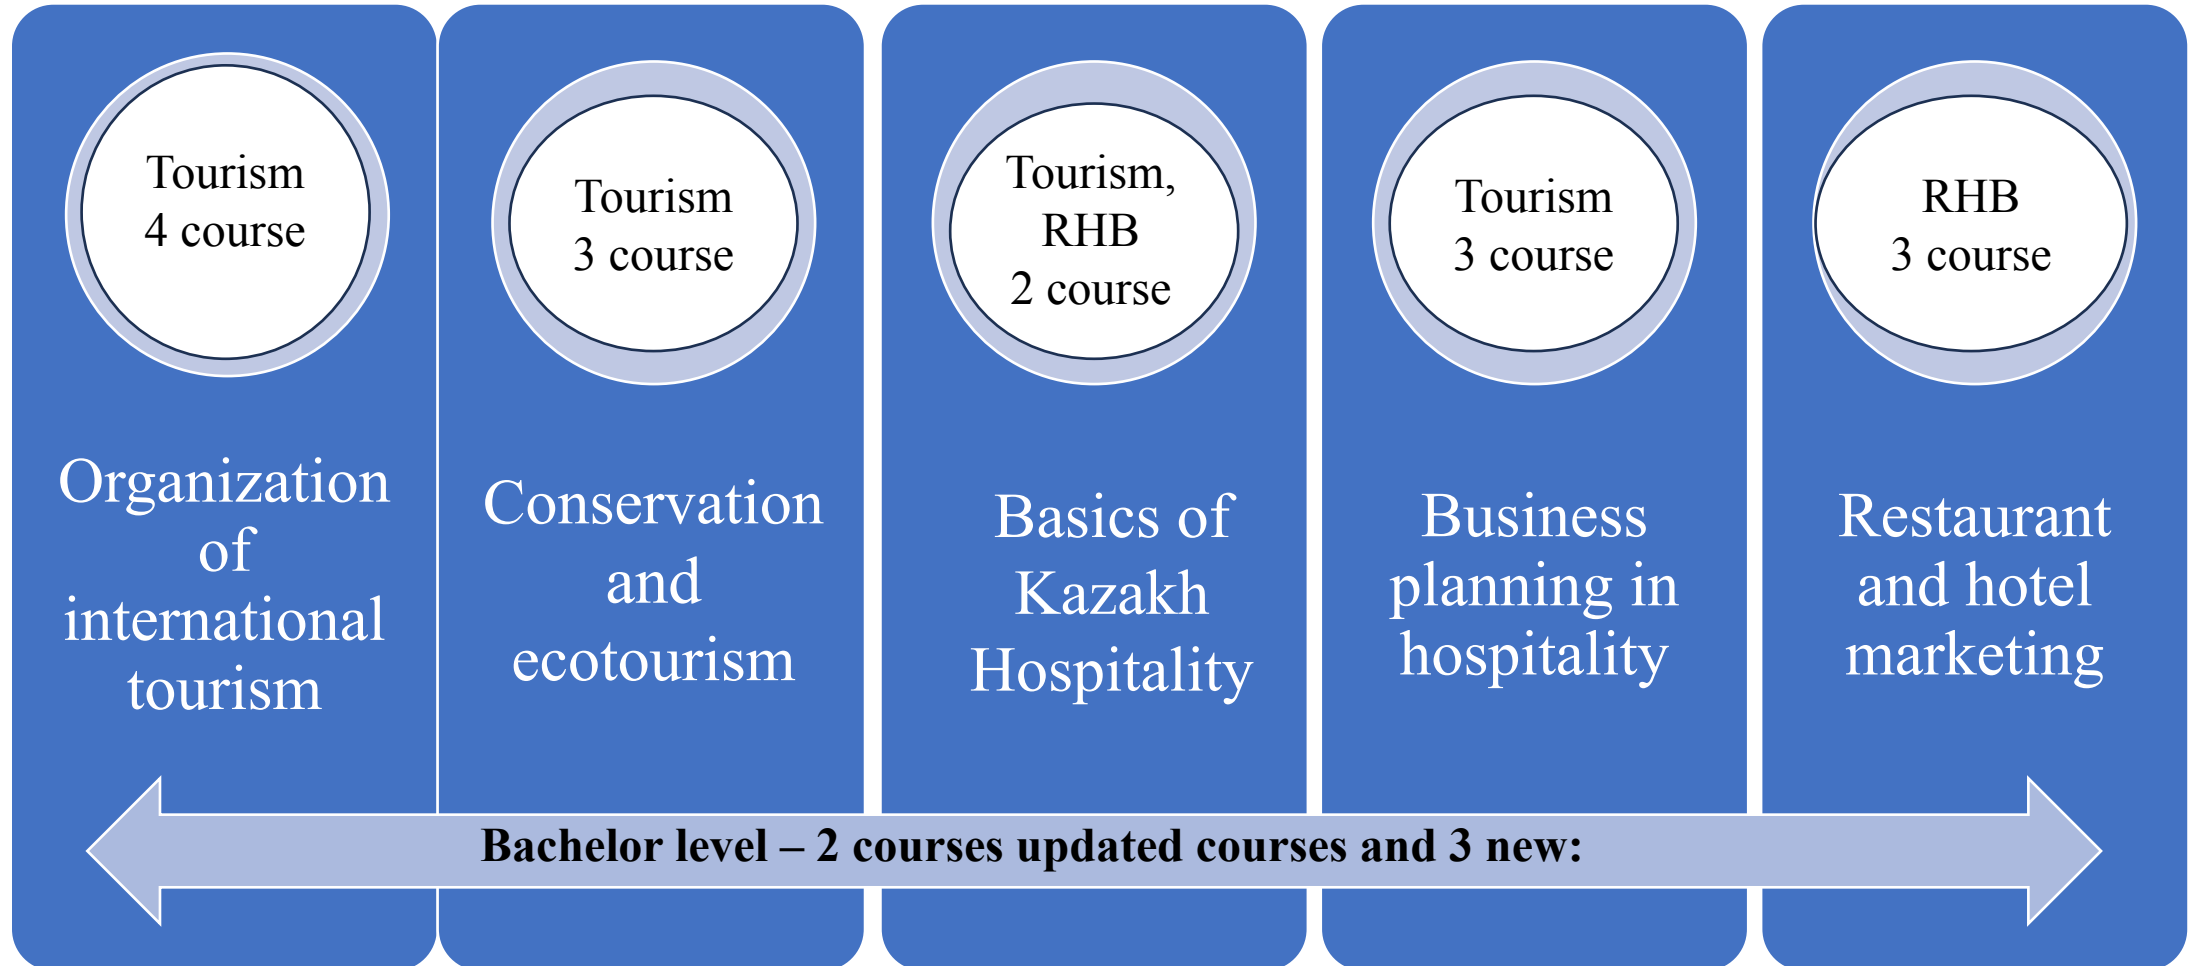 Tourism
4 course
Organization
of
international
tourism
Tourism
3 course
Conservation
and
ecotourism
Tourism,
RHB
2 course
Basics of
Kazakh
Hospitality
Tourism
3 course
Business
planning in
hospitality
RHB
3 course
Restaurant
and hotel
marketing
Bachelor level – 2 courses updated courses and 3 new: